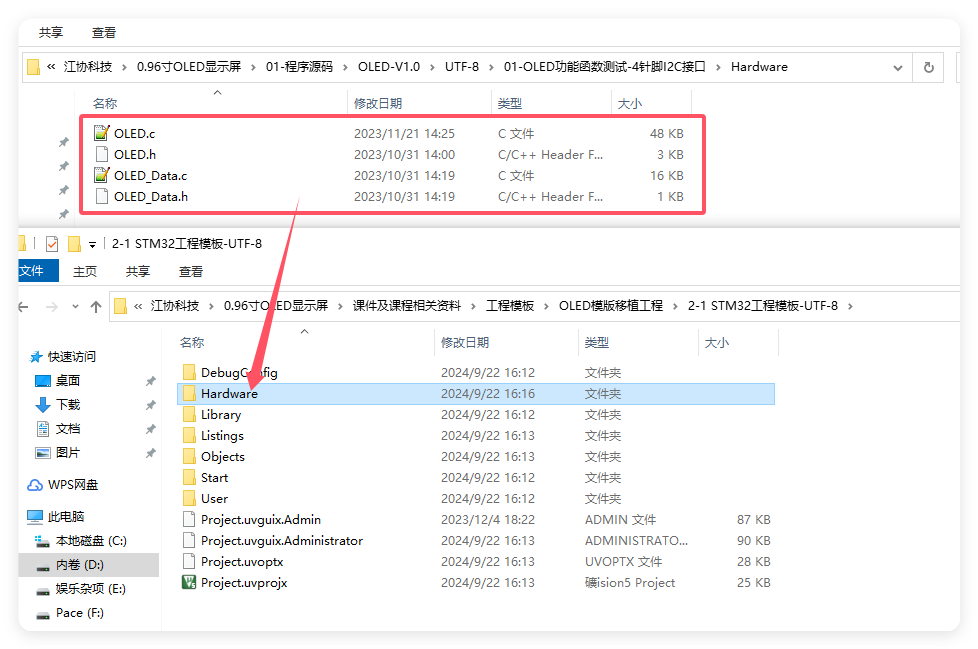 共享 查看
« 江协科技 › 0.96寸OLED显示屏 › 01-程序源码 › OLED-V1.0 › UTF-8 › 01-OLED功能函数测试-4针脚I2C接口 › Hardware
名称 修改日期 类型 大小
OLED.c 2023/11/21 14:25 C 文件 48 KB
OLED.h 2023/10/31 14:00 C/C++ Header F... 3 KB
OLED_Data.c 2023/10/31 14:19 C 文件 16 KB
OLED_Data.h 2023/10/31 14:19 C/C++ Header F... 1 KB
2-1 STM32工程模板-UTF-8
文件 主页 共享 查看
« 江协科技 › 0.96寸OLED显示屏 › 课件及课程相关资料 › 工程模板 › OLED模版移植工程 › 2-1 STM32工程模板-UTF-8 ›
名称 修改日期 类型 大小
快速访问
桌面
下载
文档
图片
WPS网盘
此电脑
本地磁盘 (C:)
内卷 (D:)
娱乐杂项 (E:)
Pace (F:)
DebugConfig 2024/9/22 16:12 文件夹
Hardware 2024/9/22 16:16 文件夹
Library 2024/9/22 16:12 文件夹
Listings 2024/9/22 16:13 文件夹
Objects 2024/9/22 16:13 文件夹
Start 2024/9/22 16:12 文件夹
User 2024/9/22 16:12 文件夹
Project.uvguix.Admin 2023/12/4 18:22 ADMIN 文件 87 KB
Project.uvguix.Administrator 2024/9/22 16:13 ADMINISTRATO... 90 KB
Project.uvoptx 2024/9/22 16:13 UVOPTX 文件 28 KB
Project.uvprojx 2024/9/22 16:13 礦ision5 Project 25 KB